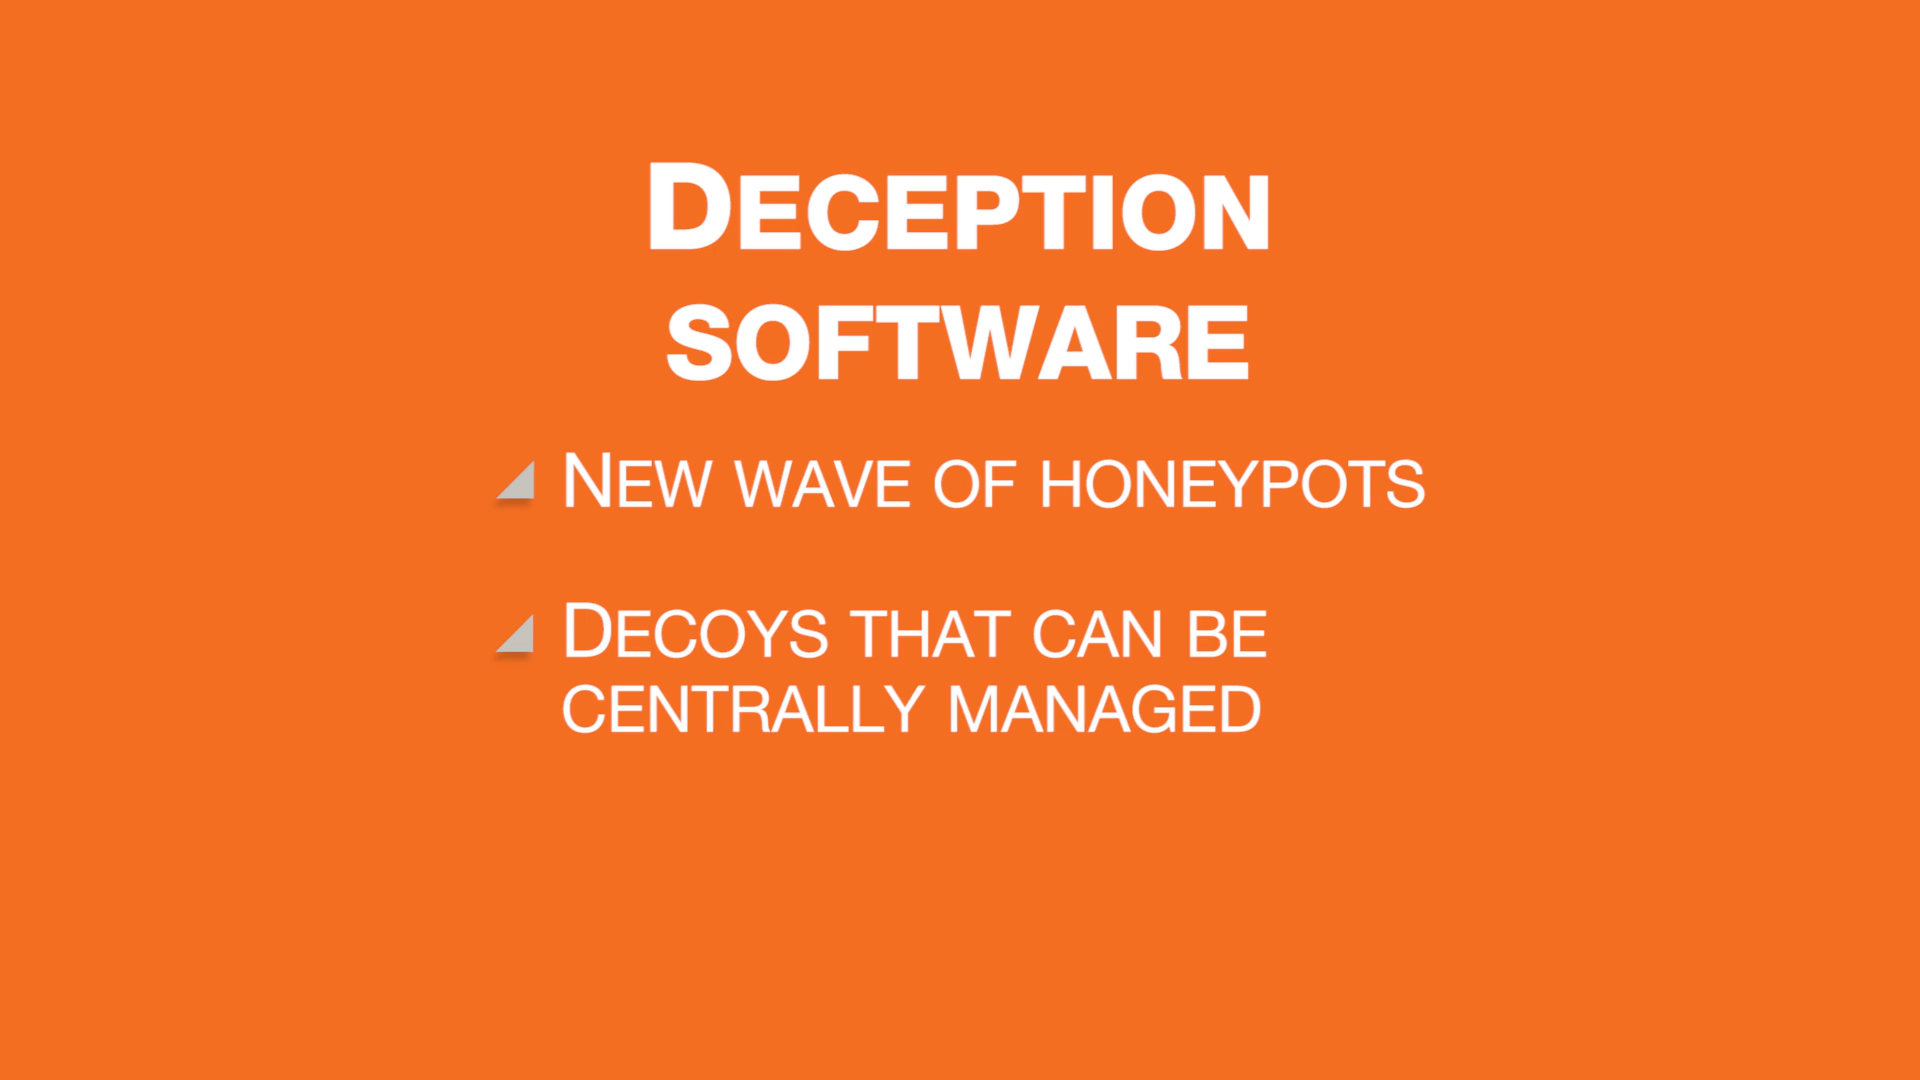 DECEPTION
SOFTWARE
NEW WAVE OF HONEYPOTS
DECOYS THAT CAN BE
CENTRALLY MANAGED